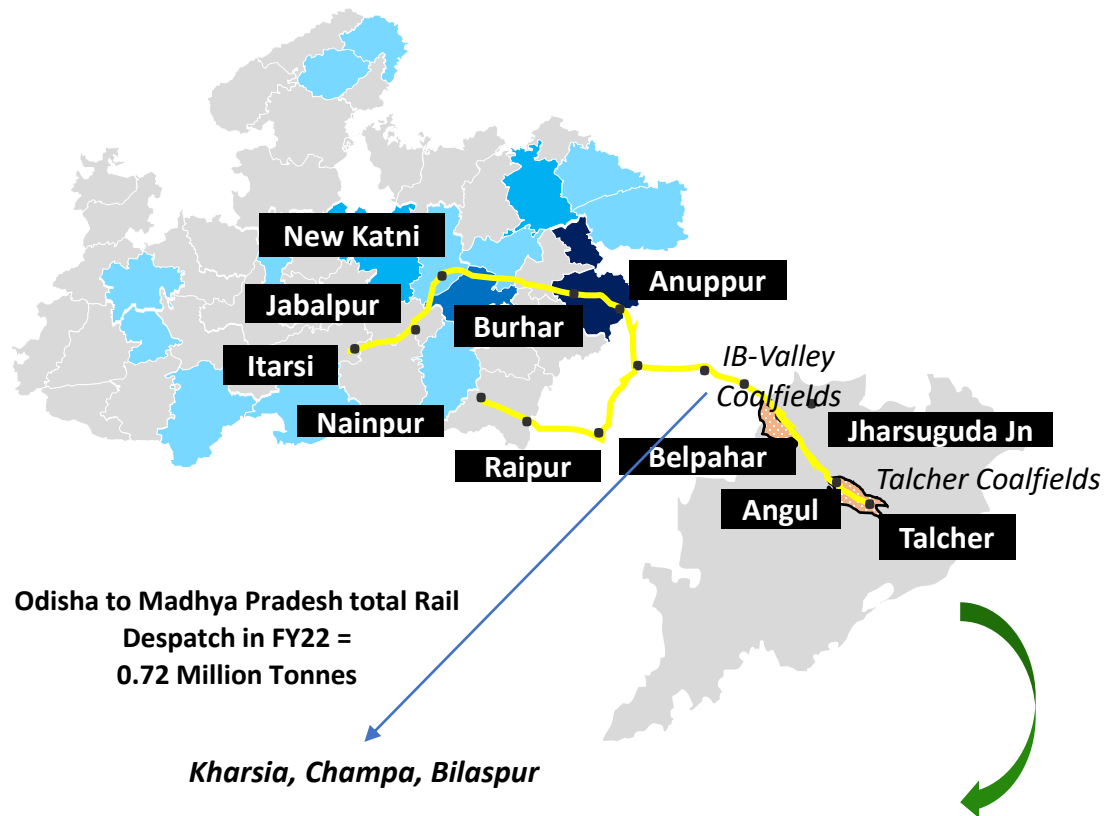 New Katni
Anuppur
Jabalpur
Burhar
Itarsi
IB-Valley
Coalfields
Nainpur
Jharsuguda Jn
Raipur
Belpahar
Talcher Coalfields
Angul
Talcher
Odisha to Madhya Pradesh total Rail
Despatch in FY22 =
0.72 Million Tonnes
Kharsia, Champa, Bilaspur